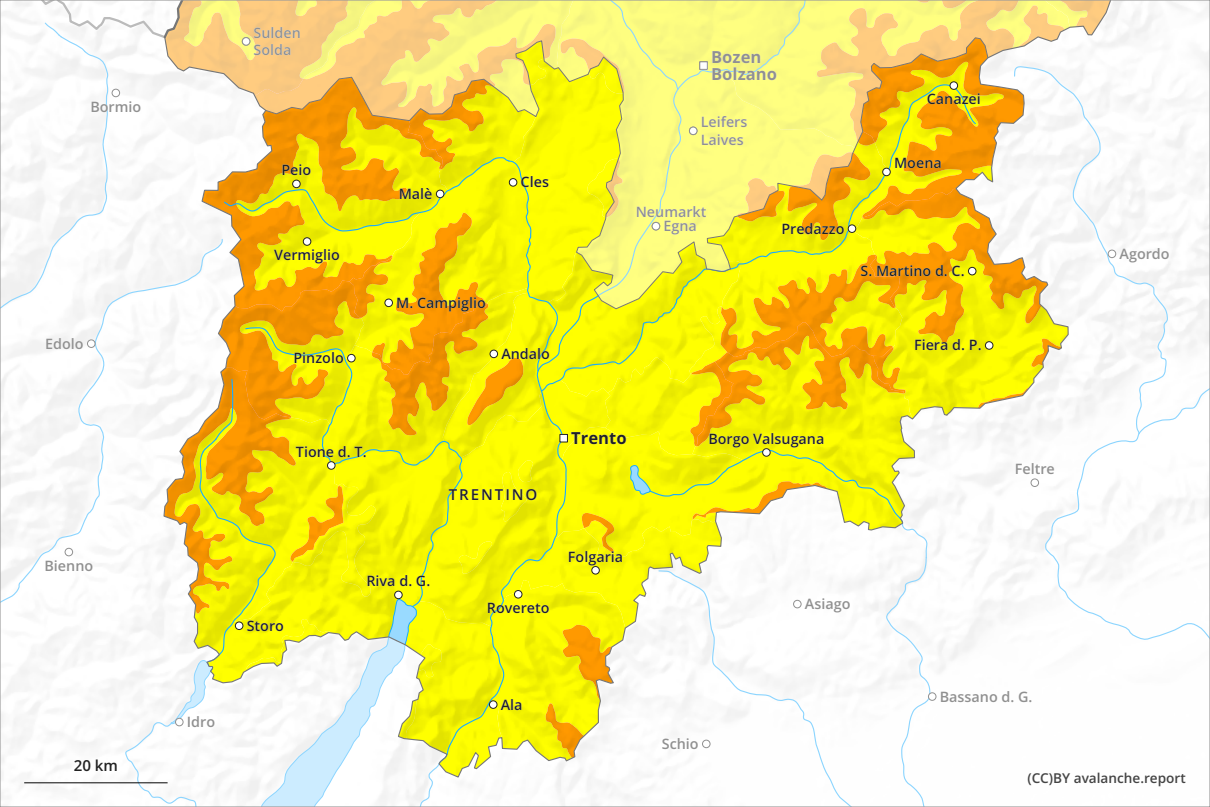 Sulden
Solda
Bozen
Bolzano
Bormio
Canazei
Leifers
Laives
Peio
Moena
Malè
Cles
Neumarkt
Egna
Predazzo
Vermiglio
Agordo
S. Martino d. C.
M. Campiglio
Edolo
Pinzolo
Andalo
Fiera d. P.
Trento
Borgo Valsugana
Tione d. T.
Feltre
TRENTINO
Bienno
Folgaria
Riva d. G.
Rovereto
Asiago
Storo
Bassano d. G.
Ala
Idro
Schio
20 km
(CC)BY avalanche.report